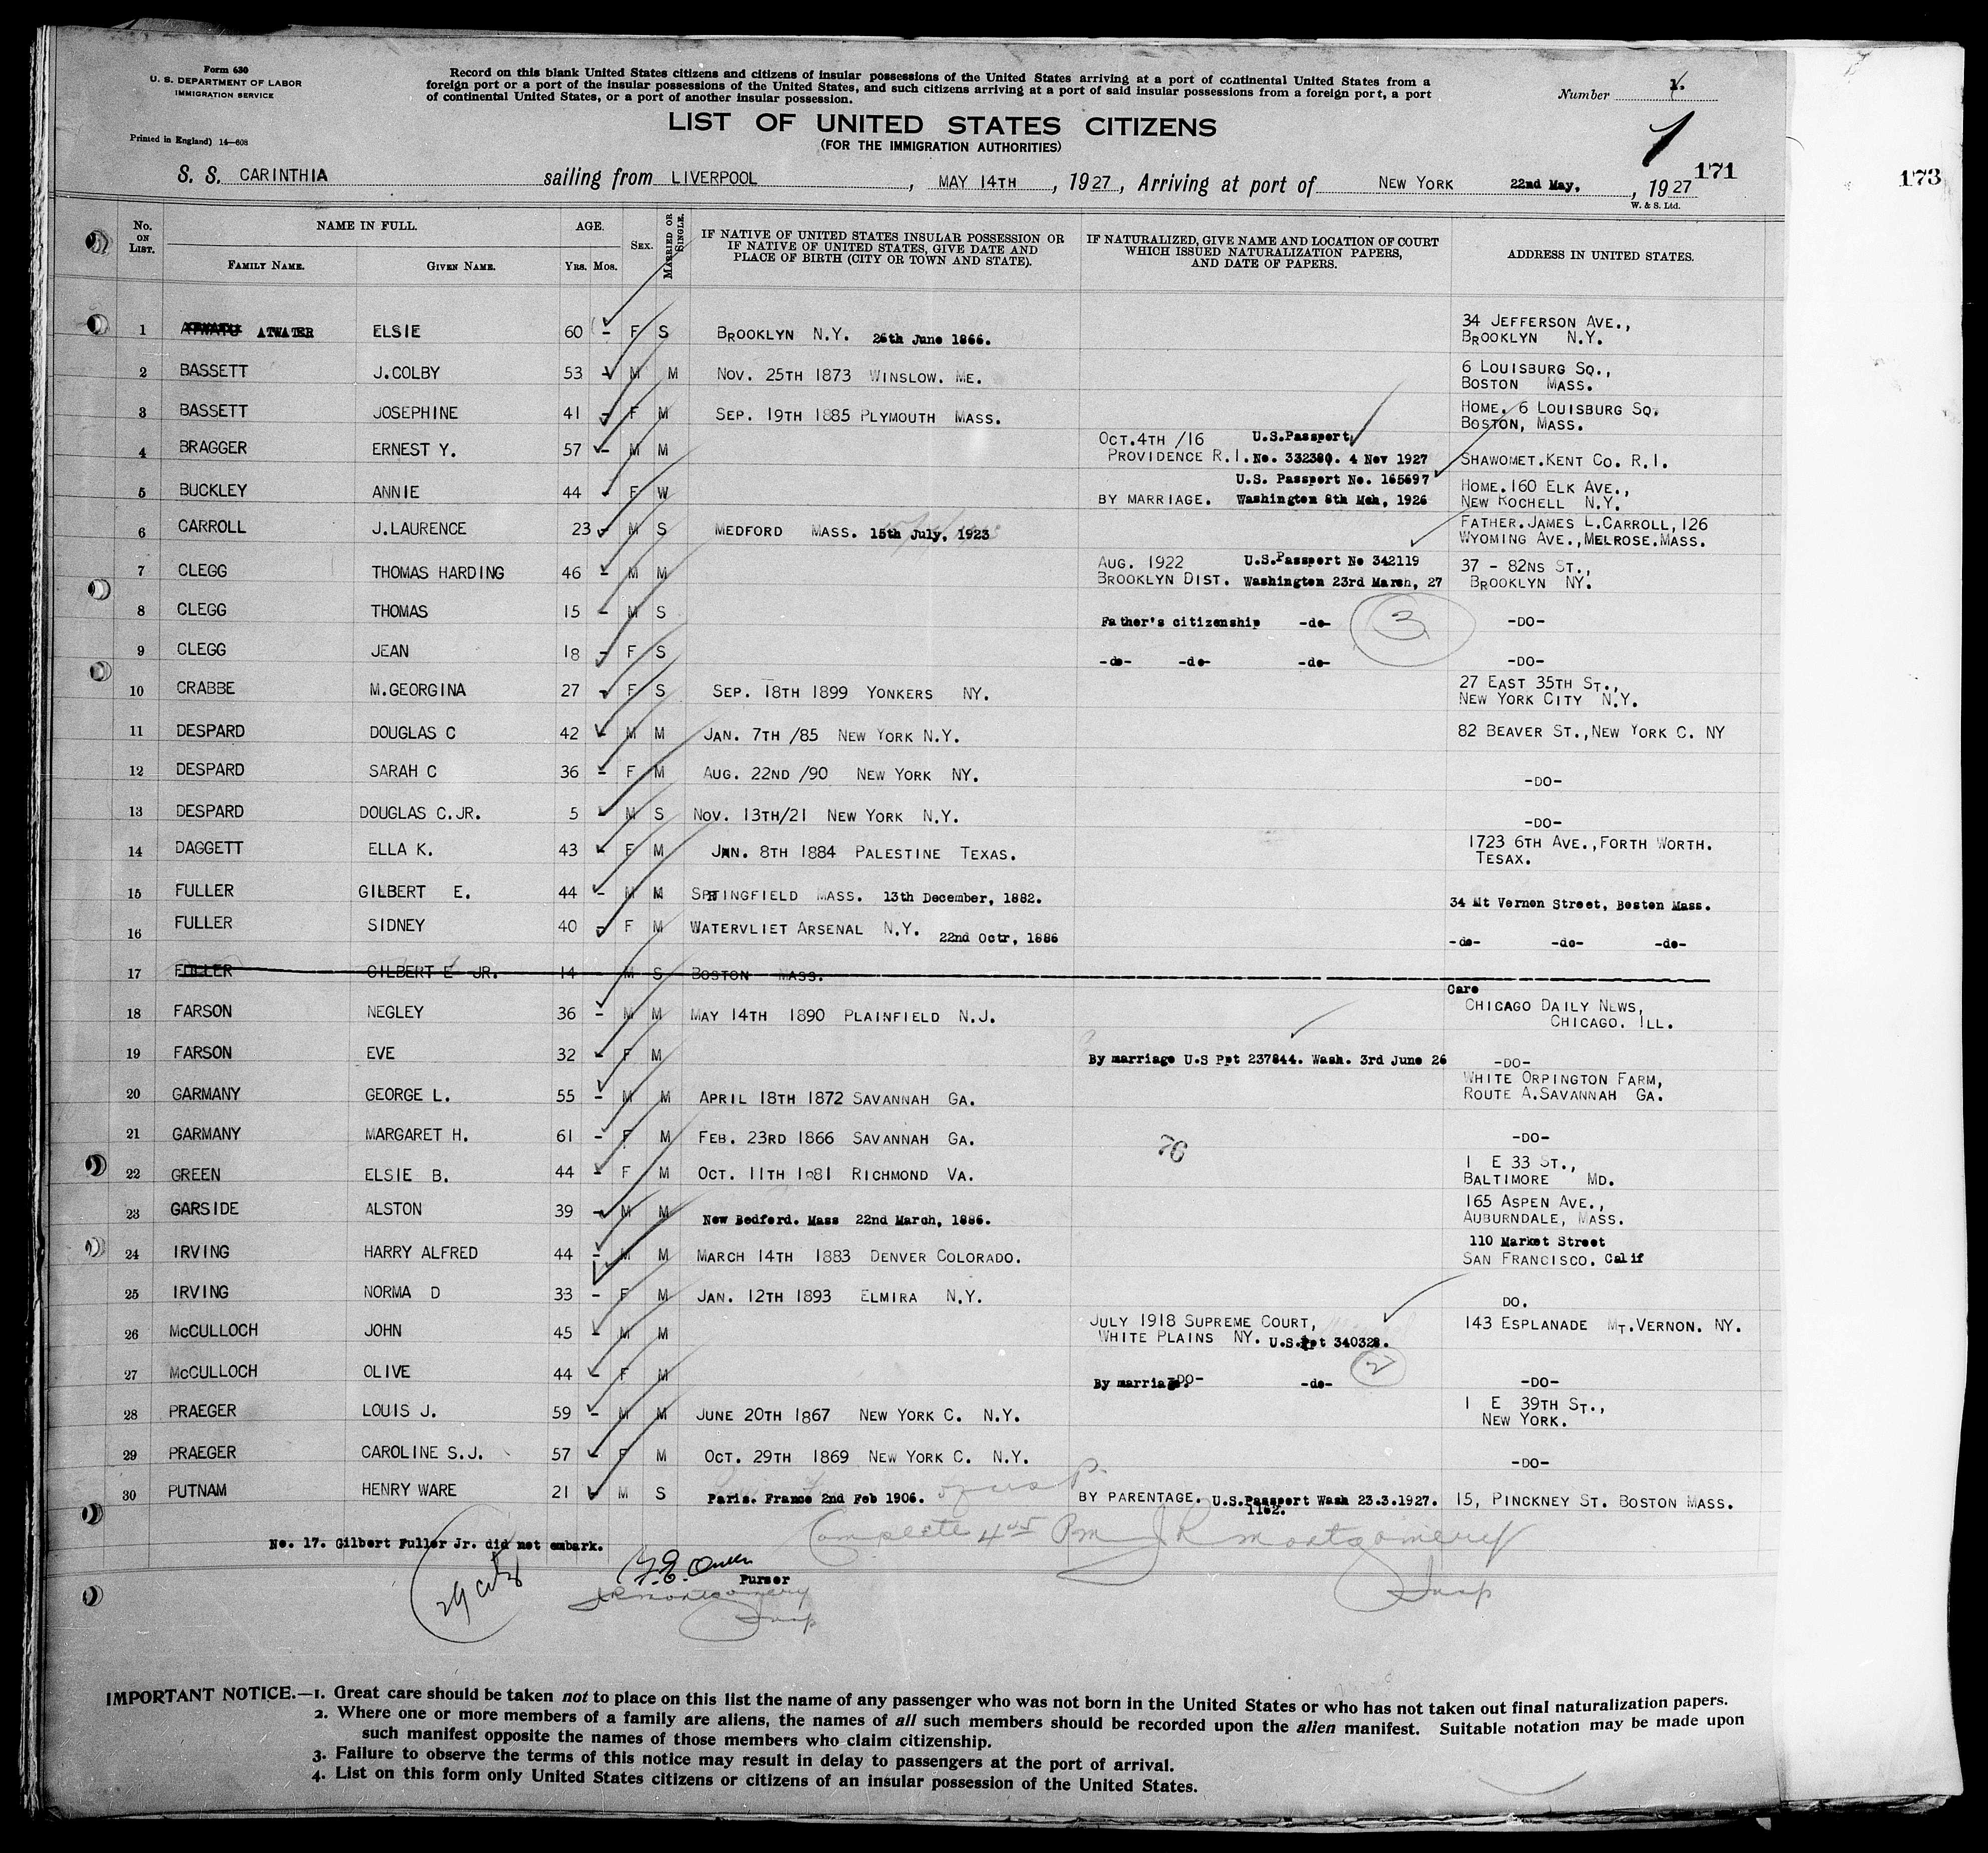 Form 630
U. S. DEPARTMENT OF LABOR
IMMIGRATION SERVICE
Printed in England) 14—608
Record on this blank United States citizens and citizens of insular possessions of the United States arriving at a port of continental United States from a
foreign port or a port of the insular possessions of the United States, and such citizens arriving at a port of said insular possessions from a foreign port, a port
of continental United States, or a port of another insular possession.
Number 1.
LIST OF UNITED STATES CITIZENS
(FOR THE IMMIGRATION AUTHORITIES)
1
171
173
S. S. CARINTHIA sailing from LIVERPOOL, MAY 14TH, 1927, Arriving at port of NEW YORK 22nd May, 1927
W. & S. Ltd.
No. ON LIST. NAME IN FULL. FAMILY NAME. GIVEN NAME. AGE. YRS. MOS. SEX. MARRIED OR SINGLE. IF NATIVE OF UNITED STATES INSULAR POSSESSION OR IF NATIVE OF UNITED STATES, GIVE DATE AND PLACE OF BIRTH (CITY OR TOWN AND STATE). IF NATURALIZED, GIVE NAME AND LOCATION OF COURT WHICH ISSUED NATURALIZATION PAPERS, AND DATE OF PAPERS. ADDRESS IN UNITED STATES.
1 ATWATER ELSIE 60 - F S BROOKLYN N.Y. 26th June 1866. 34 JEFFERSON AVE., BROOKLYN N.Y.
2 BASSETT J.COLBY 53 M M NOV. 25TH 1873 WINSLOW. ME. 6 LOUISBURG SQ., BOSTON MASS.
3 BASSETT JOSEPHINE 41 - F M SEP. 19TH 1885 PLYMOUTH MASS. HOME. 6 LOUISBURG SQ. BOSTON, MASS.
4 BRAGGER ERNEST Y. 57 - M M OCT.4TH /16 U.S.Passport, PROVIDENCE R.I. No. 332380. 4 Nov 1927 SHAWOMET.KENT CO. R.I.
5 BUCKLEY ANNIE 44 - F W BY MARRIAGE. U.S. Passport No. 165697 Washington 8th Mch, 1926 HOME.160 ELK AVE., NEW ROCHELL N.Y.
6 CARROLL J.LAURENCE 23 - M S MEDFORD MASS. 15th July, 1923 FATHER.JAMES L.CARROLL, 126 WYOMING AVE.,MELROSE.MASS.
7 CLEGG THOMAS HARDING 46 - M M AUG. 1922 U.S.Passport No 342119 BROOKLYN DIST. Washington 23rd March, 27 37 - 82NS ST., BROOKLYN NY.
8 CLEGG THOMAS 15 - M S Father's citizenship -do- 3 -DO-
9 CLEGG JEAN 18 - F S -do- -do- -do- -DO-
10 CRABBE M.GEORGINA 27 - F S SEP. 18TH 1899 YONKERS NY. 27 EAST 35TH ST., NEW YORK CITY N.Y.
11 DESPARD DOUGLAS C 42 M M JAN. 7TH /85 NEW YORK N.Y. 82 BEAVER ST.,NEW YORK C. NY
12 DESPARD SARAH C 36 - F M AUG. 22ND /90 NEW YORK NY. -DO-
13 DESPARD DOUGLAS C.JR. 5 M S NOV. 13TH/21 NEW YORK N.Y. -DO-
14 DAGGETT ELLA K. 43 - F M JAN. 8TH 1884 PALESTINE TEXAS. 1723 6TH AVE.,FORTH WORTH. TESAX.
15 FULLER GILBERT E. 44 - M M SPRINGFIELD MASS. 13th December, 1882. 34 Mt Vernon Street, Boston Mass.
16 FULLER SIDNEY 40 - F M WATERVLIET ARSENAL N.Y. 22nd Octr, 1886 -do- -do- -do-
17 FULLER GILBERT E JR. 14 - M S BOSTON MASS.
18 FARSON NEGLEY 36 - M M MAY 14TH 1890 PLAINFIELD N.J. Care CHICAGO DAILY NEWS, CHICAGO. ILL.
19 FARSON EVE 32 - F M By marriage U.S Ppt 237844. Wash. 3rd June 26 -DO-
20 GARMANY GEORGE L. 55 - M M APRIL 18TH 1872 SAVANNAH GA. WHITE ORPINGTON FARM, ROUTE A.SAVANNAH GA.
21 GARMANY MARGARET H. 61 - F M FEB. 23RD 1866 SAVANNAH GA. 76 -DO-
22 GREEN ELSIE B. 44 - F M OCT. 11TH 1881 RICHMOND VA. 1 E 33 ST., BALTIMORE MD.
23 GARSIDE ALSTON 39 - M M New Bedford. Mass 22nd March, 1886. 165 ASPEN AVE., AUBURNDALE, MASS.
24 IRVING HARRY ALFRED 44 - M M MARCH 14TH 1883 DENVER COLORADO. 110 Market Street SAN FRANCISCO. Calif
25 IRVING NORMA D 33 - F M JAN. 12TH 1893 ELMIRA N.Y. DO.
26 McCULLOCH JOHN 45 - M M JULY 1918 SUPREME COURT, WHITE PLAINS NY. U.S.Ppt 340328. 143 ESPLANADE MT.VERNON. NY.
27 McCULLOCH OLIVE 44 - F M By marriage. -DO- -do- 2 -DO-
28 PRAEGER LOUIS J. 59 - M M JUNE 20TH 1867 NEW YORK C. N.Y. 1 E 39TH ST., NEW YORK.
29 PRAEGER CAROLINE S.J. 57 - F M OCT. 29TH 1869 NEW YORK C. N.Y. -DO-
30 PUTNAM HENRY WARE 21 M S Paris. France 2nd Feb 1906. BY PARENTAGE. U.S.Passport Wash 23.3.1927. 1162. 15, PINCKNEY ST. BOSTON MASS.
No. 17. Gilbert Fuller Jr. did not embark.
Complete 4 PM J R Montgomery
Insp
29
Purser
JR Montgomery
Insp
IMPORTANT NOTICE.—1. Great care should be taken not to place on this list the name of any passenger who was not born in the United States or who has not taken out final naturalization papers.
2. Where one or more members of a family are aliens, the names of all such members should be recorded upon the alien manifest. Suitable notation may be made upon
such manifest opposite the names of those members who claim citizenship.
3. Failure to observe the terms of this notice may result in delay to passengers at the port of arrival.
4. List on this form only United States citizens or citizens of an insular possession of the United States.